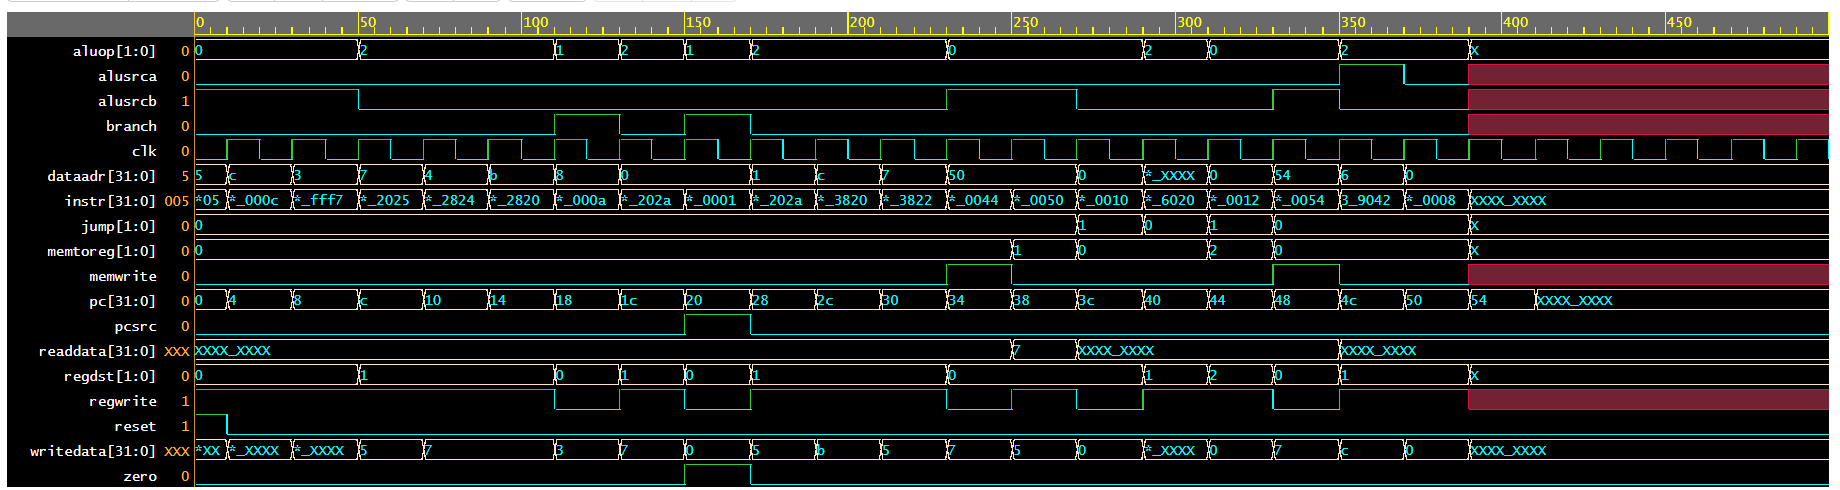 0 50 100 150 200 250 300 350 400 450
aluop[1:0] 0 0 2 1 2 1 2 0 2 0 2 X
alusrca 0
alusrcb 1
branch 0
clk 0
dataadr[31:0] 5 5 c 3 7 4 b 8 0 1 c 7 50 0 *_XXXX 0 54 6 0
instr[31:0] 005 *05 *_000c *_fff7 *_2025 *_2824 *_2820 *_000a *_202a *_0001 *_202a *_3820 *_3822 *_0044 *_0050 *_0010 *_6020 *_0012 *_0054 3_9042 *_0008 XXXX_XXXX
jump[1:0] 0 0 1 0 1 0 X
memtoreg[1:0] 0 0 1 0 2 0 X
memwrite 0
pc[31:0] 0 0 4 8 c 10 14 18 1c 20 28 2c 30 34 38 3c 40 44 48 4c 50 54 XXXX_XXXX
pcsrc 0
readdata[31:0] XXX XXXX_XXXX 7 XXXX_XXXX XXXX_XXXX
regdst[1:0] 0 0 1 0 1 0 1 0 1 2 0 1 X
regwrite 1
reset 1
writedata[31:0] XXX *XX *_XXXX *_XXXX 5 7 3 7 0 5 b 5 7 5 0 *_XXXX 0 7 c 0 XXXX_XXXX
zero 0